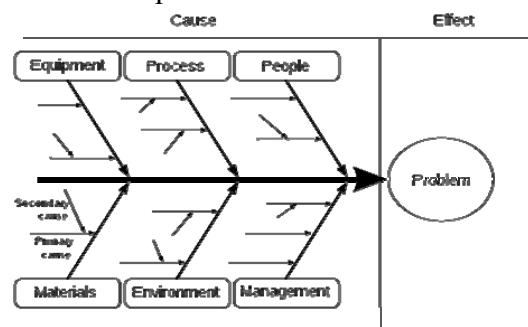 Cause
Effect
Equipment
Process
People
Problem
Secondary
cause
Primary
cause
Materials
Environment
Management